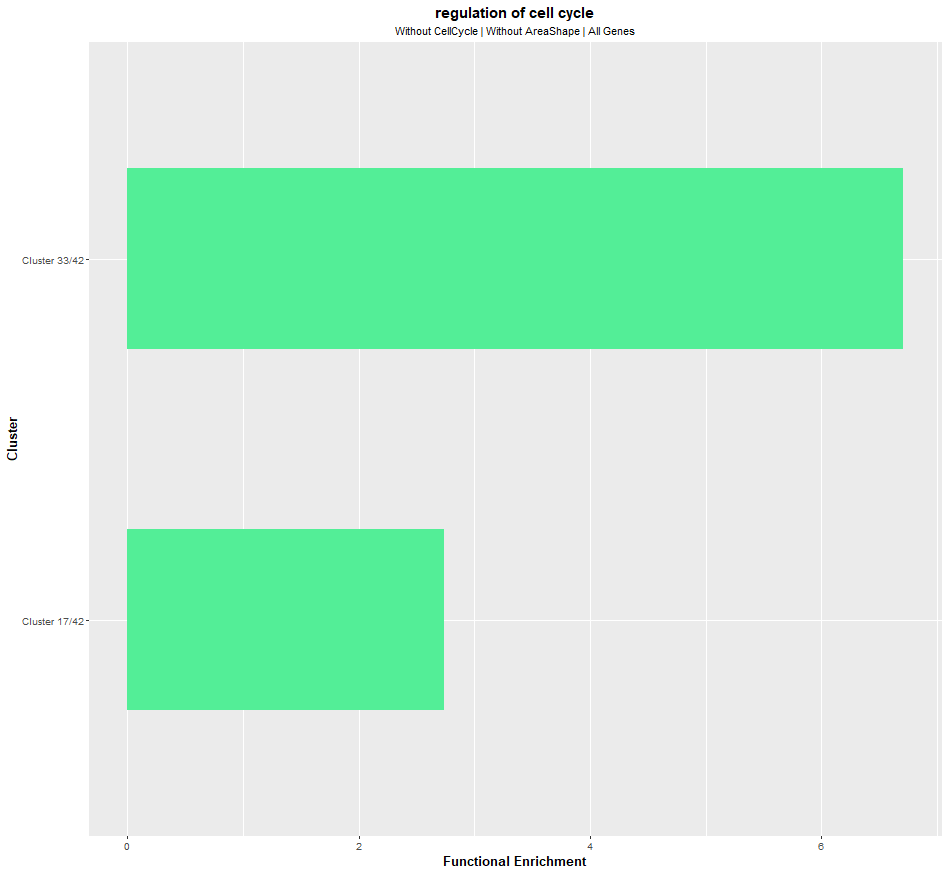 regulation of cell cycle
Without CellCycle | Without AreaShape | All Genes
Cluster
Cluster 33/42
Cluster 17/42
0 2 4 6
Functional Enrichment